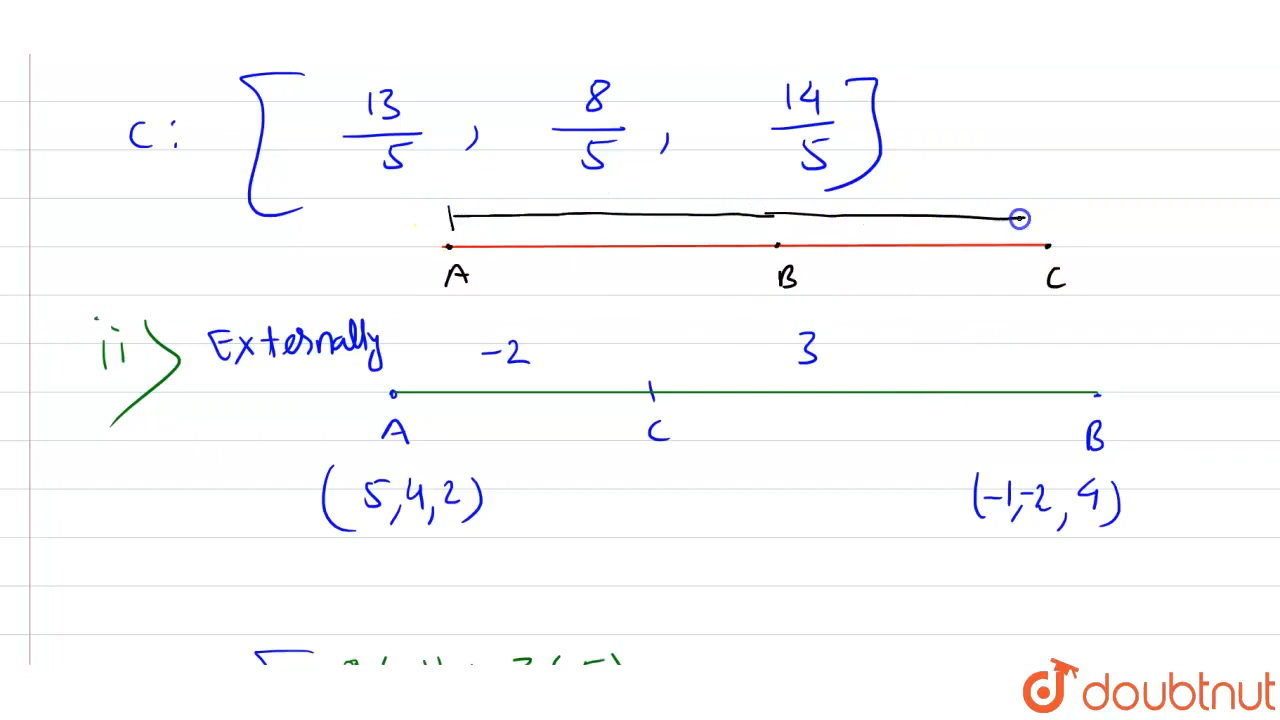 C : [ 13/5 , 8/5 , 14/5 ]
A B C
ii> Externally -2 3
A C B
(5,4,2) (-1,-2,4)
doubtnut